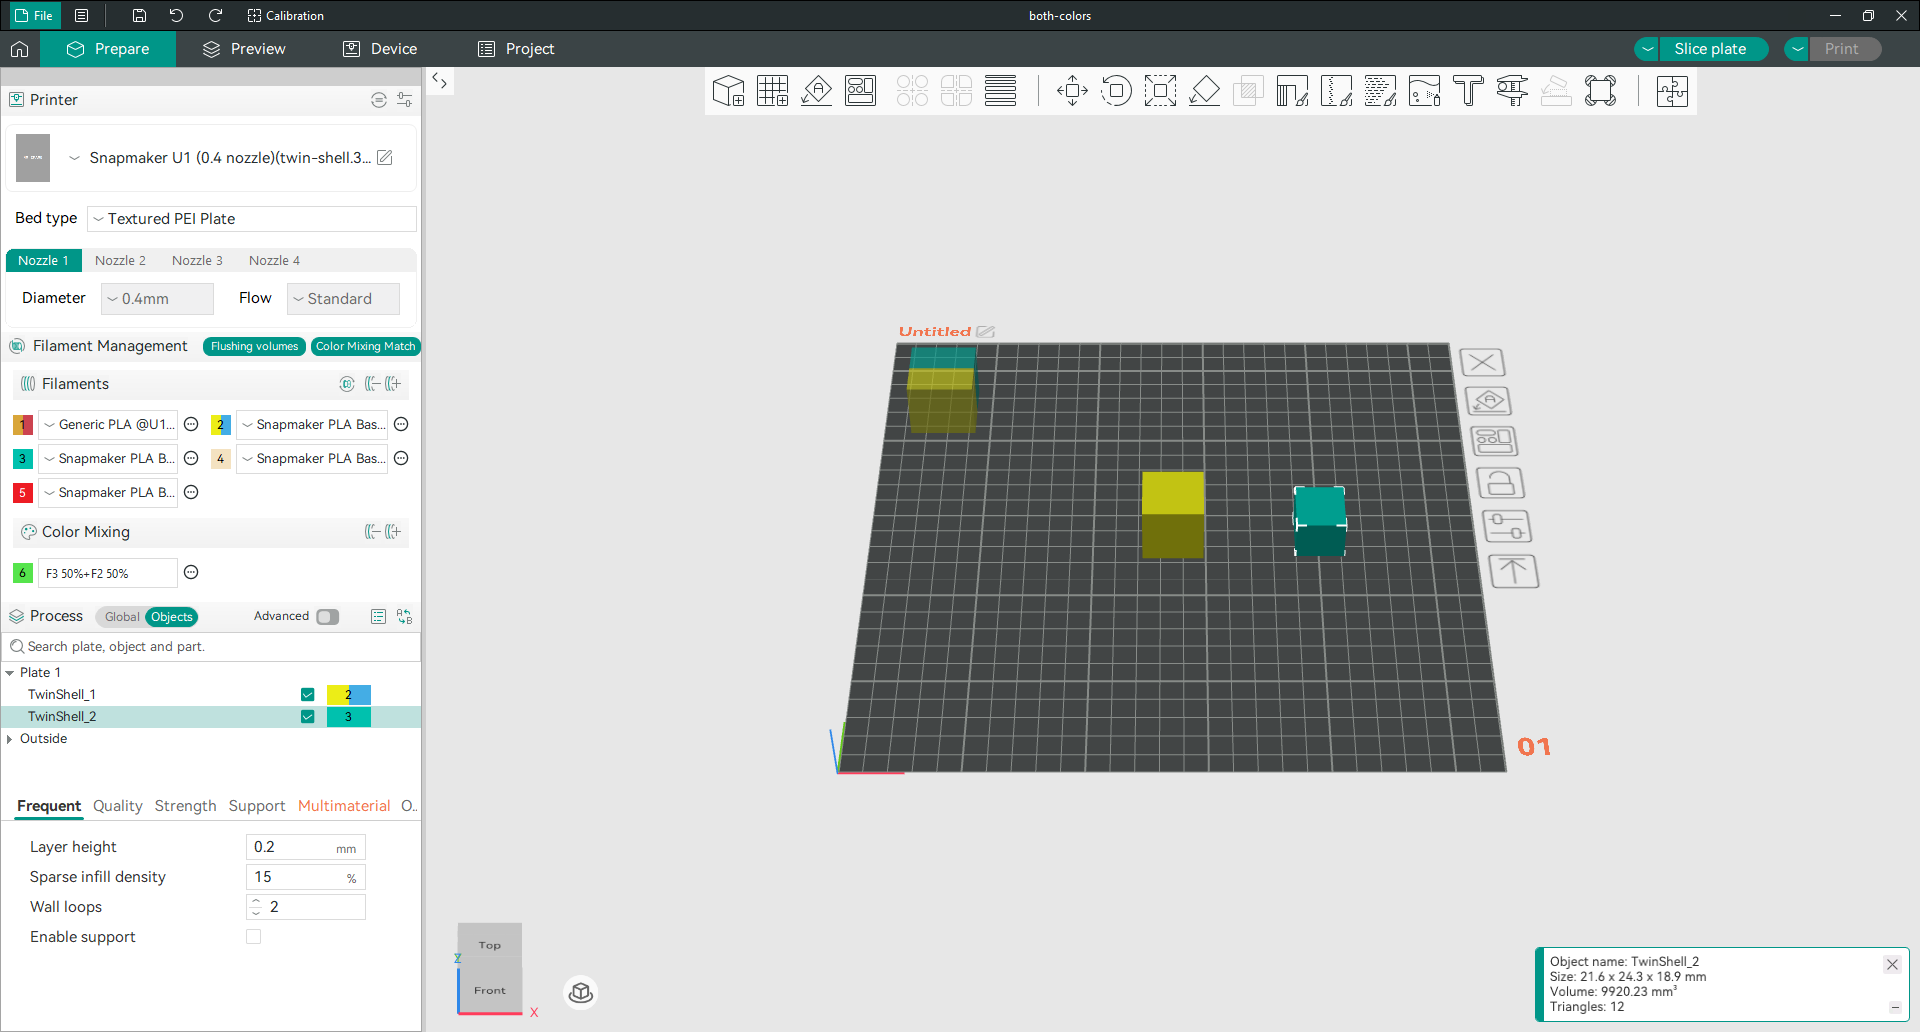 File
Calibration
both-colors
Prepare
Preview
Device
Project
Slice plate
Print
Printer
Snapmaker U1 (0.4 nozzle)(twin-shell.3...
Bed type
Textured PEI Plate
Nozzle 1
Nozzle 2
Nozzle 3
Nozzle 4
Diameter
0.4mm
Flow
Standard
Filament Management
Flushing volumes
Color Mixing Match
Filaments
1
Generic PLA @U1...
2
Snapmaker PLA Bas...
3
Snapmaker PLA B...
4
Snapmaker PLA Bas...
5
Snapmaker PLA B...
Color Mixing
6
F3 50%+F2 50%
Process
Global
Objects
Advanced
Search plate, object and part.
Plate 1
TwinShell_1
2
TwinShell_2
3
Outside
Frequent
Quality
Strength
Support
Multimaterial
O..
Layer height
0.2
mm
Sparse infill density
15
%
Wall loops
2
Enable support
Untitled
01
Top
Z
Front
X
Object name: TwinShell_2
Size: 21.6 x 24.3 x 18.9 mm
Volume: 9920.23 mm³
Triangles: 12